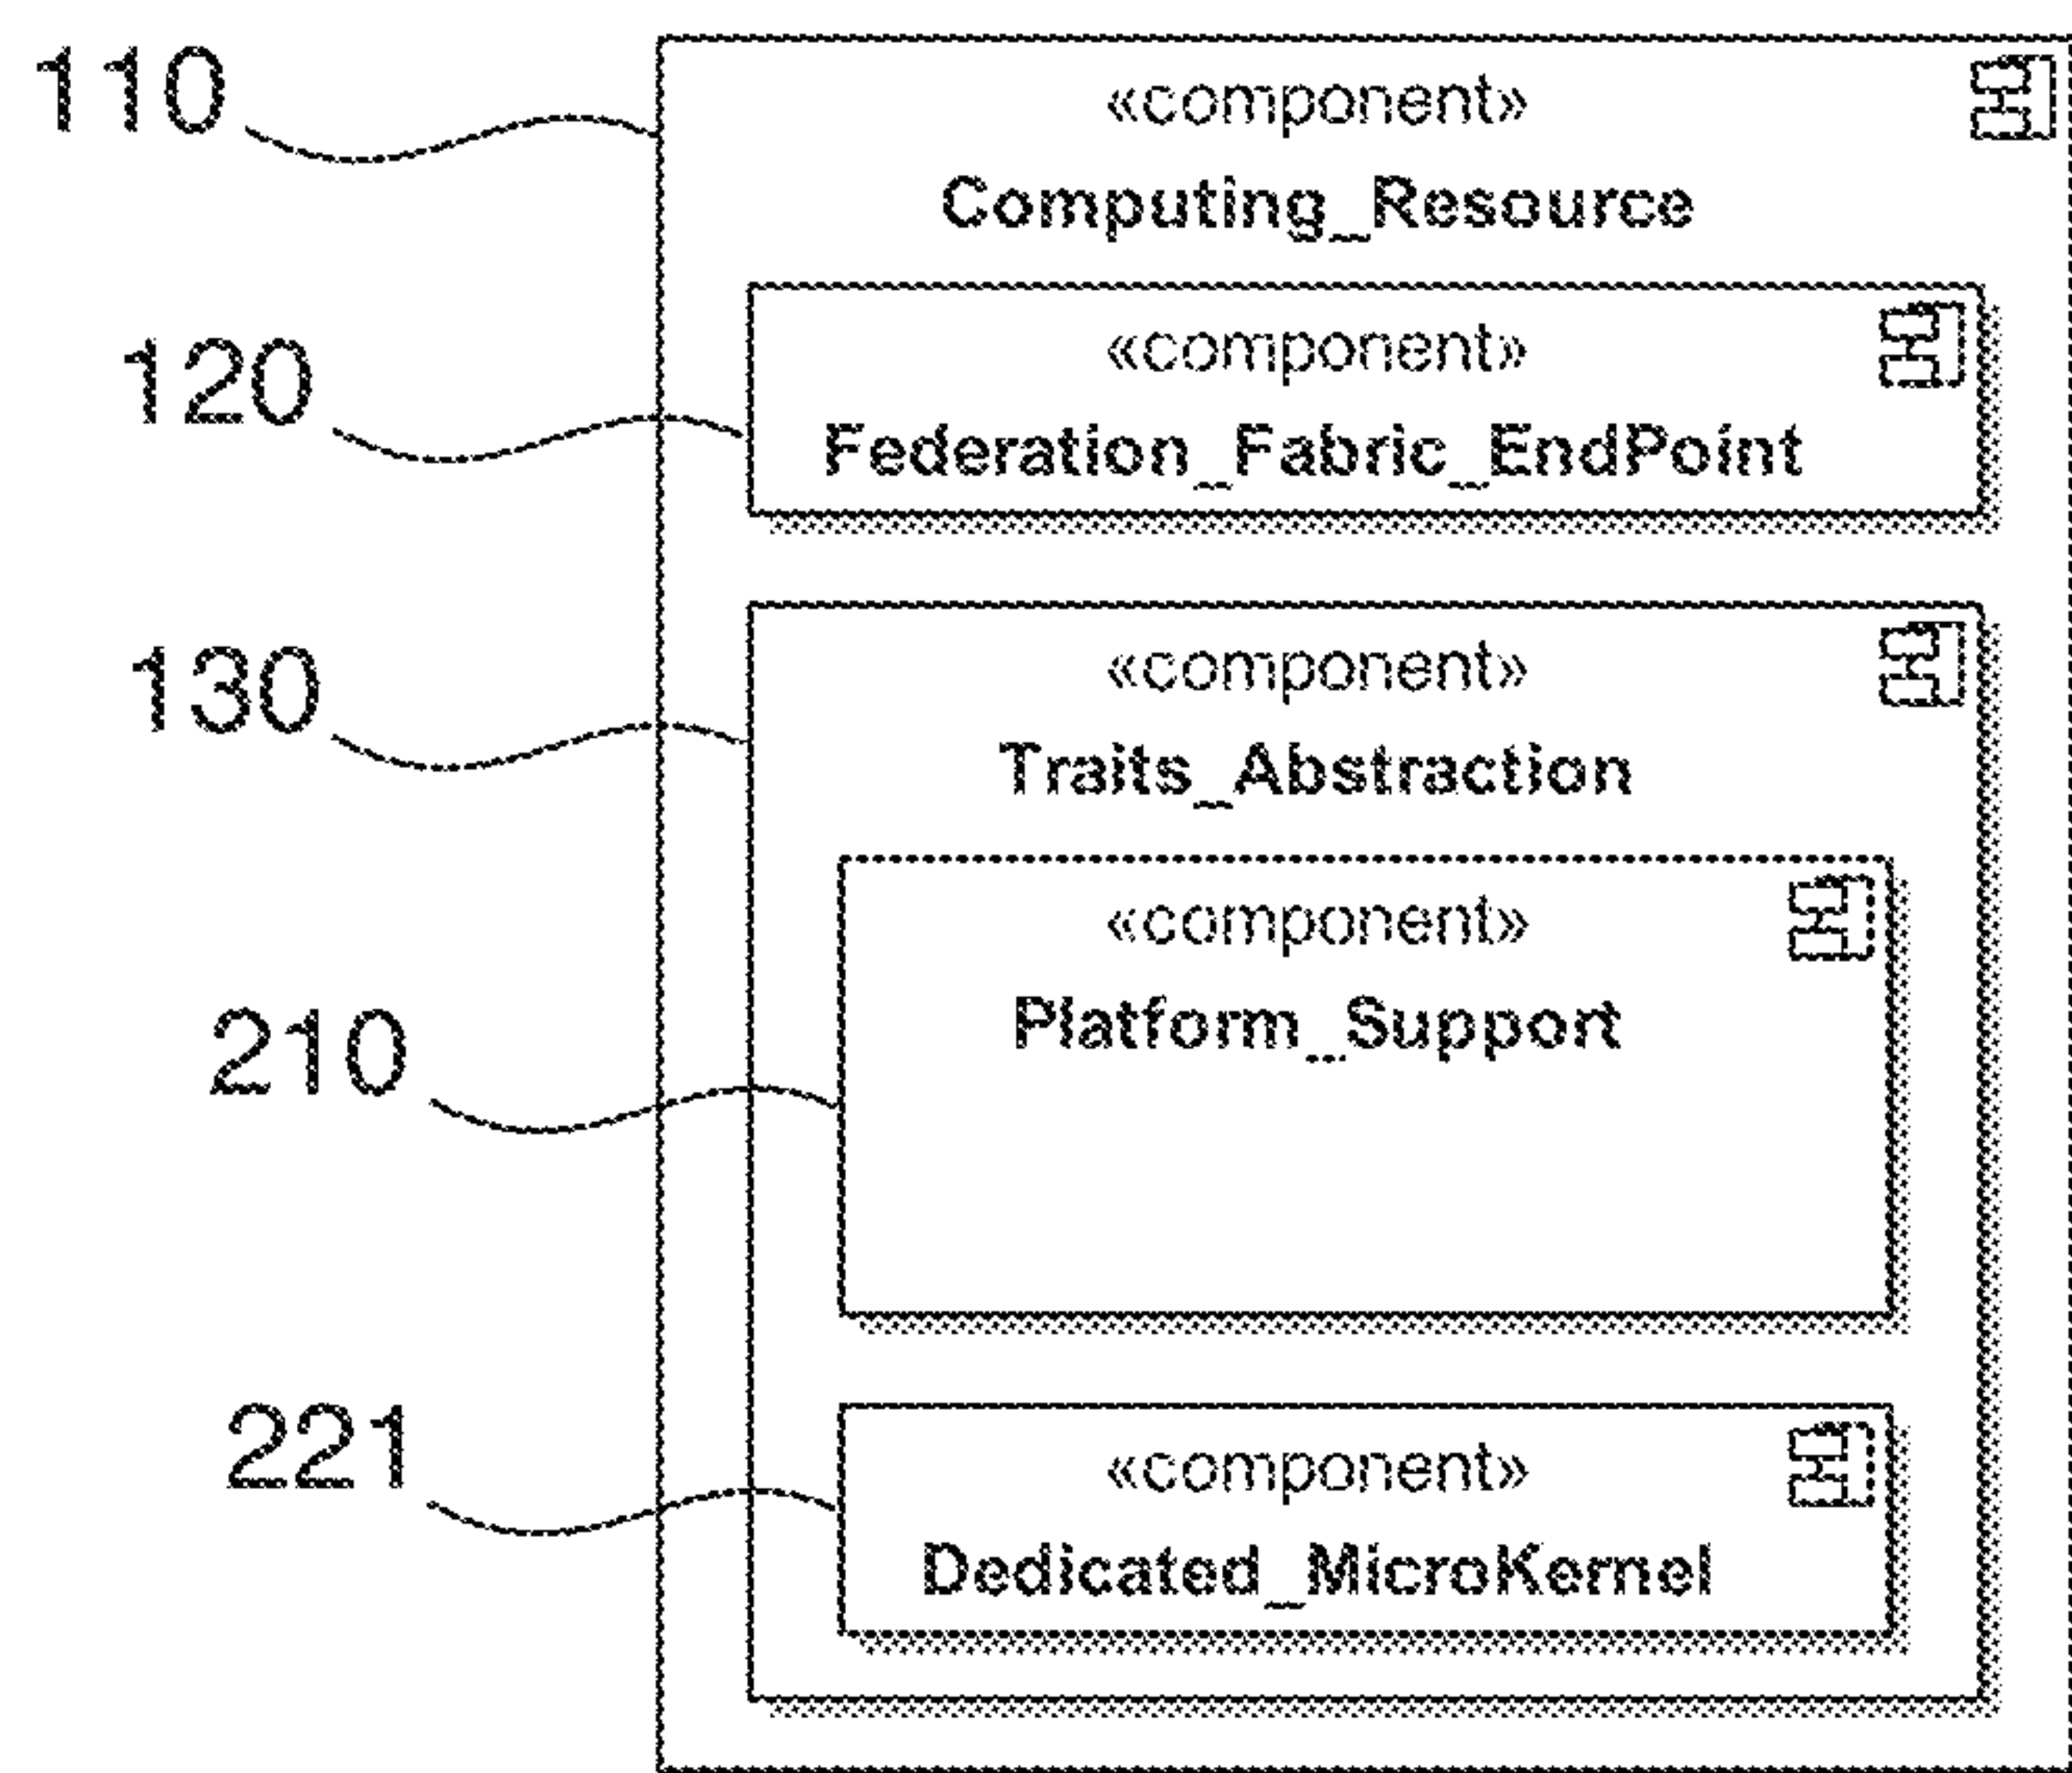 110
«component»
Computing_Resource
120
«component»
Federation_Fabric_EndPoint
130
«component»
Traits_Abstraction
«component»
Platform_Support
210
221
«component»
Dedicated_MicroKernel